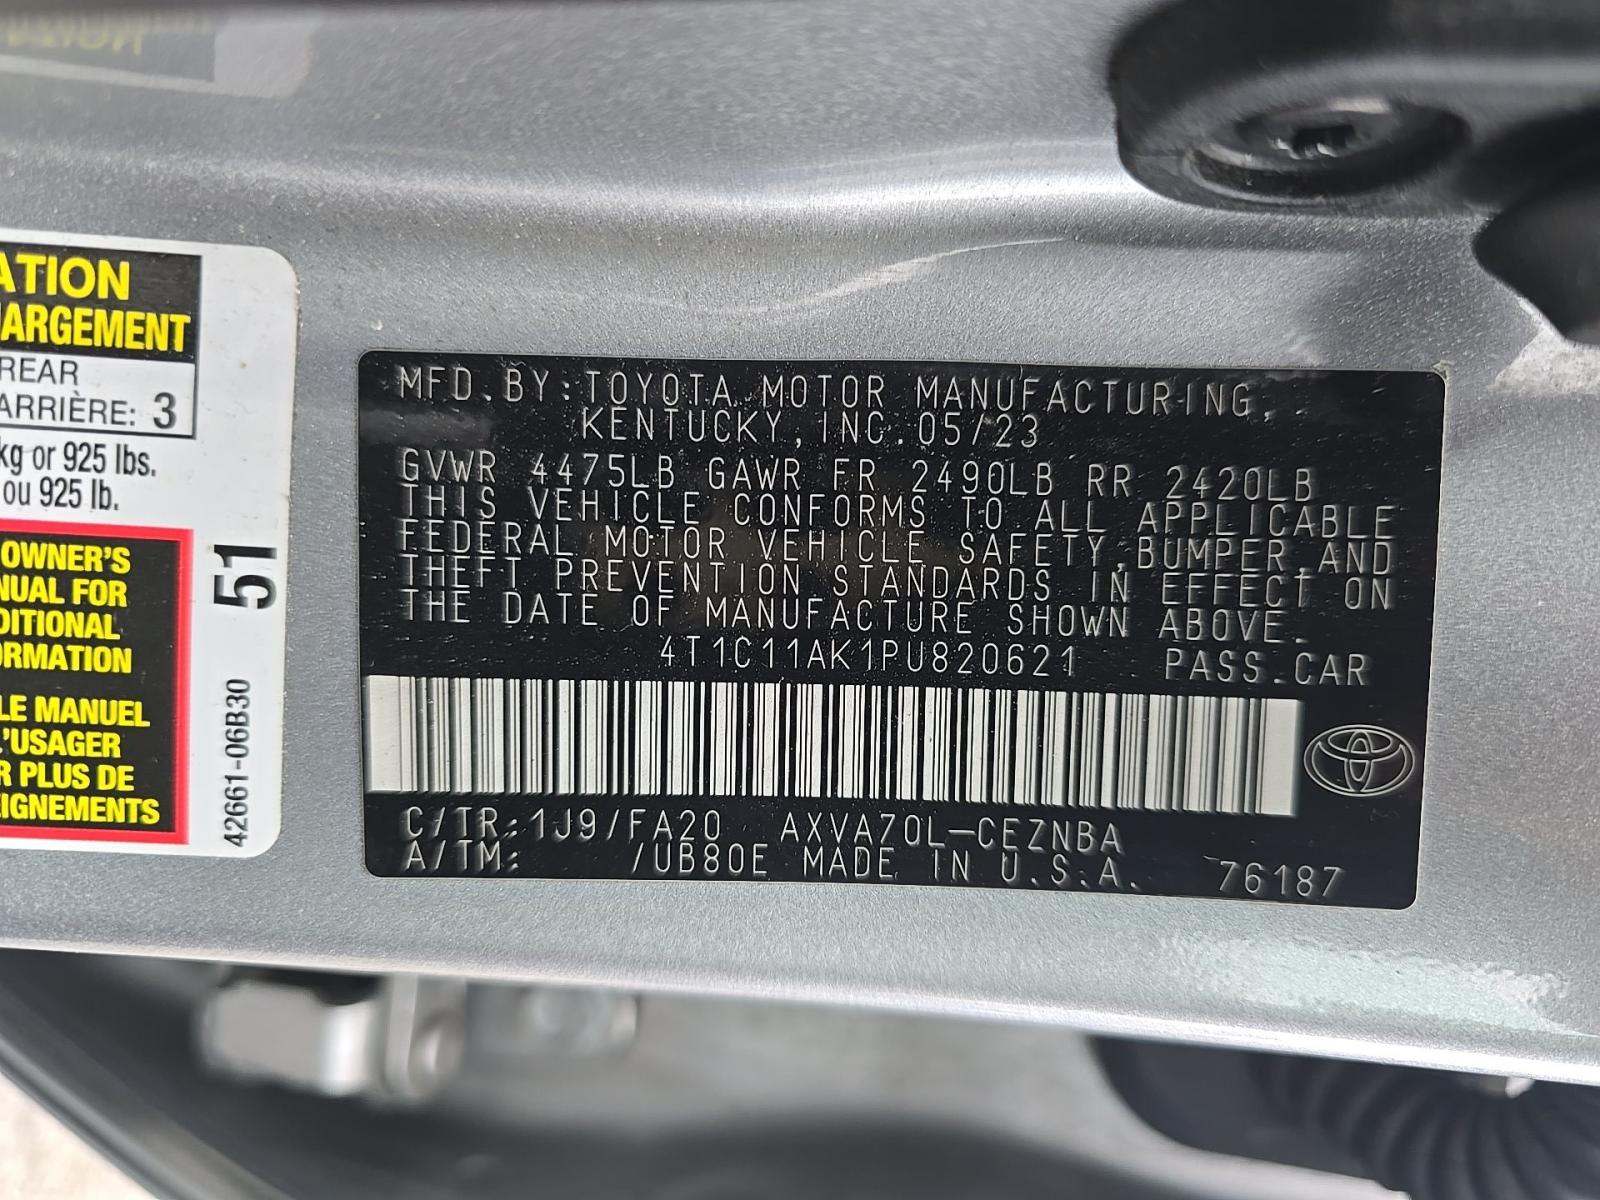 ATION
ARGEMENT
REAR
ARRIÈRE: 3
kg or 925 lbs.
ou 925 lb.
OWNER'S
NUAL FOR
DITIONAL
ORMATION
LE MANUEL
L'USAGER
R PLUS DE
EIGNEMENTS
51
42661-06B30
MFD.BY:TOYOTA MOTOR MANUFACTURING,
KENTUCKY,INC.05/23
GVWR 4475LB GAWR FR 2490LB RR 2420LB
THIS VEHICLE CONFORMS TO ALL APPLICABLE
FEDERAL MOTOR VEHICLE SAFETY,BUMPER,AND
THEFT PREVENTION STANDARDS IN EFFECT ON
THE DATE OF MANUFACTURE SHOWN ABOVE.
4T1C11AK1PU820621 PASS.CAR
C/TR:1J9/FA20 AXVA70L-CEZNBA
A/TM: /UB80E MADE IN U.S.A. 76187